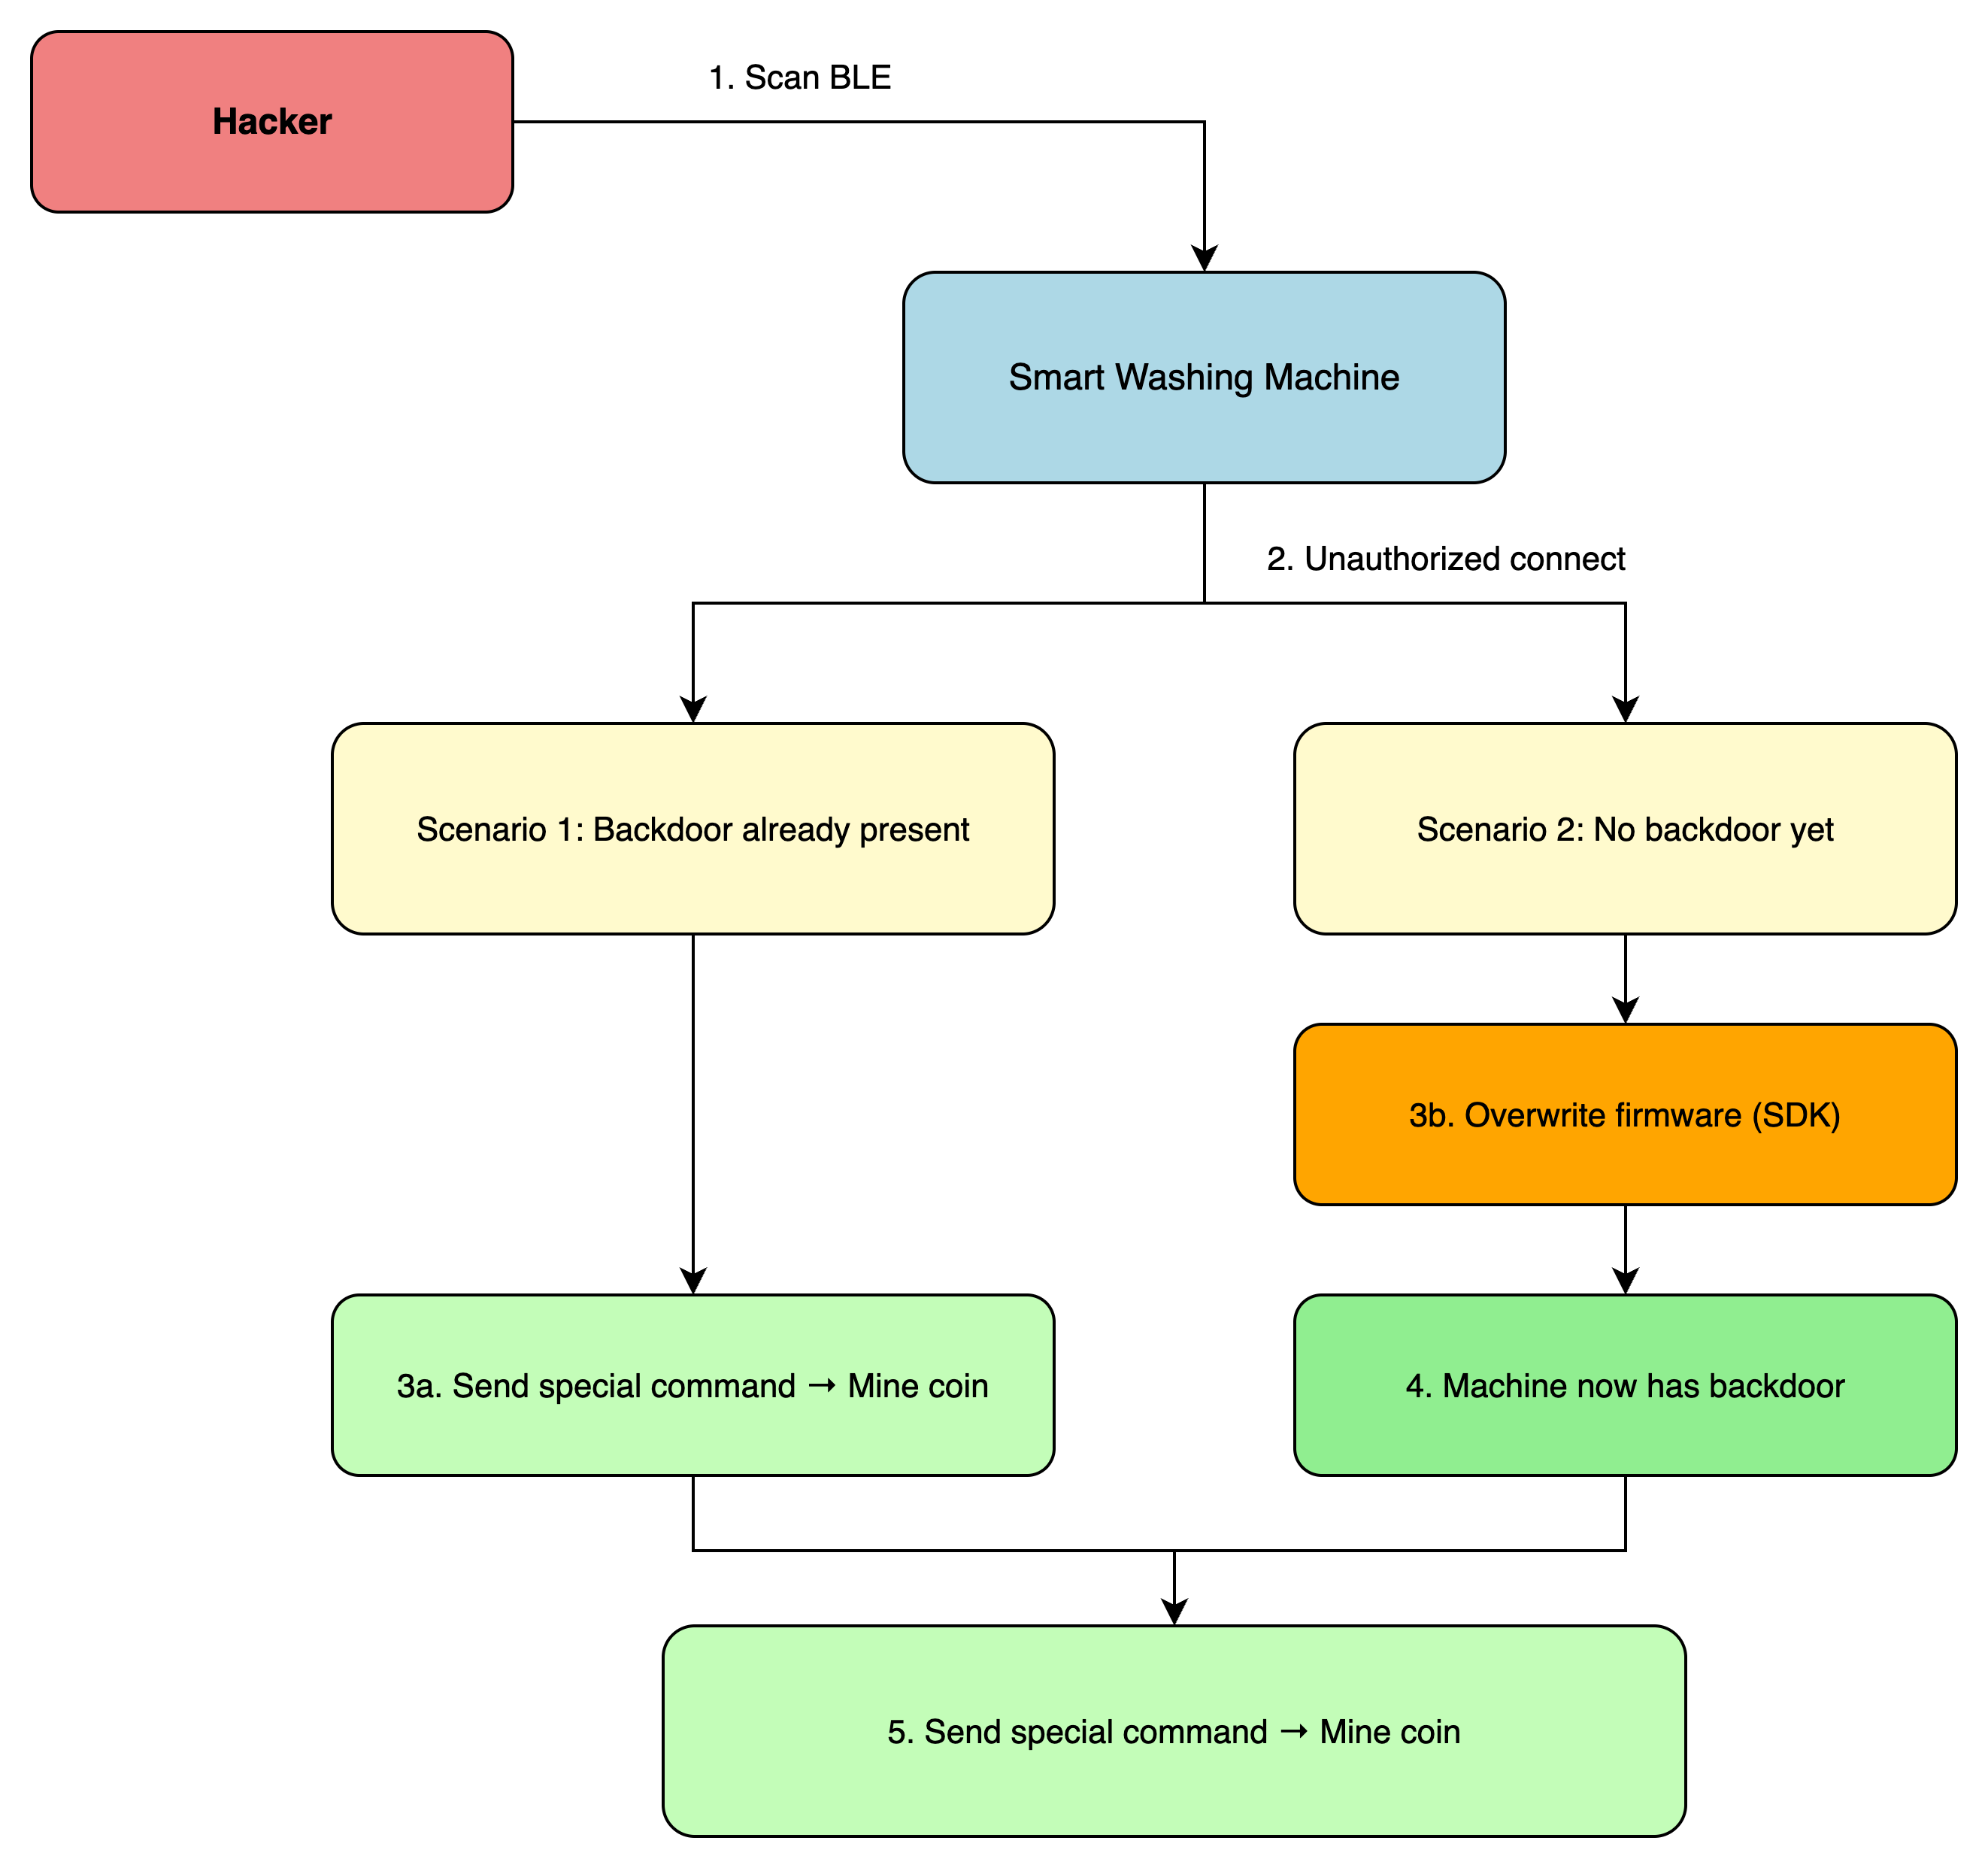 1. Scan BLE
Hacker
Smart Washing Machine
2. Unauthorized connect
Scenario 1: Backdoor already present
Scenario 2: No backdoor yet
3b. Overwrite firmware (SDK)
3a. Send special command → Mine coin
4. Machine now has backdoor
5. Send special command → Mine coin